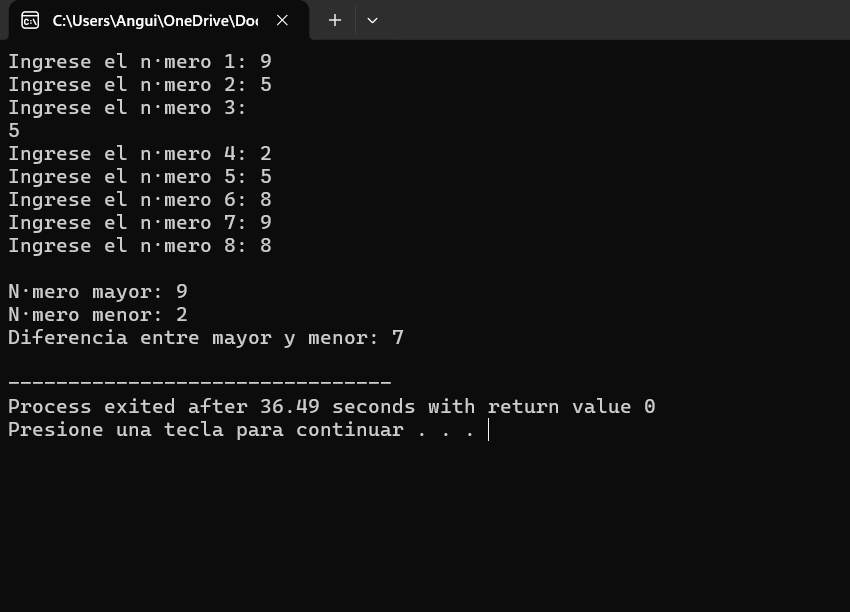 C:\Users\Angui\OneDrive\Doc
Ingrese el n·mero 1: 9
Ingrese el n·mero 2: 5
Ingrese el n·mero 3:
5
Ingrese el n·mero 4: 2
Ingrese el n·mero 5: 5
Ingrese el n·mero 6: 8
Ingrese el n·mero 7: 9
Ingrese el n·mero 8: 8
N·mero mayor: 9
N·mero menor: 2
Diferencia entre mayor y menor: 7
--------------------------------
Process exited after 36.49 seconds with return value 0
Presione una tecla para continuar . . .